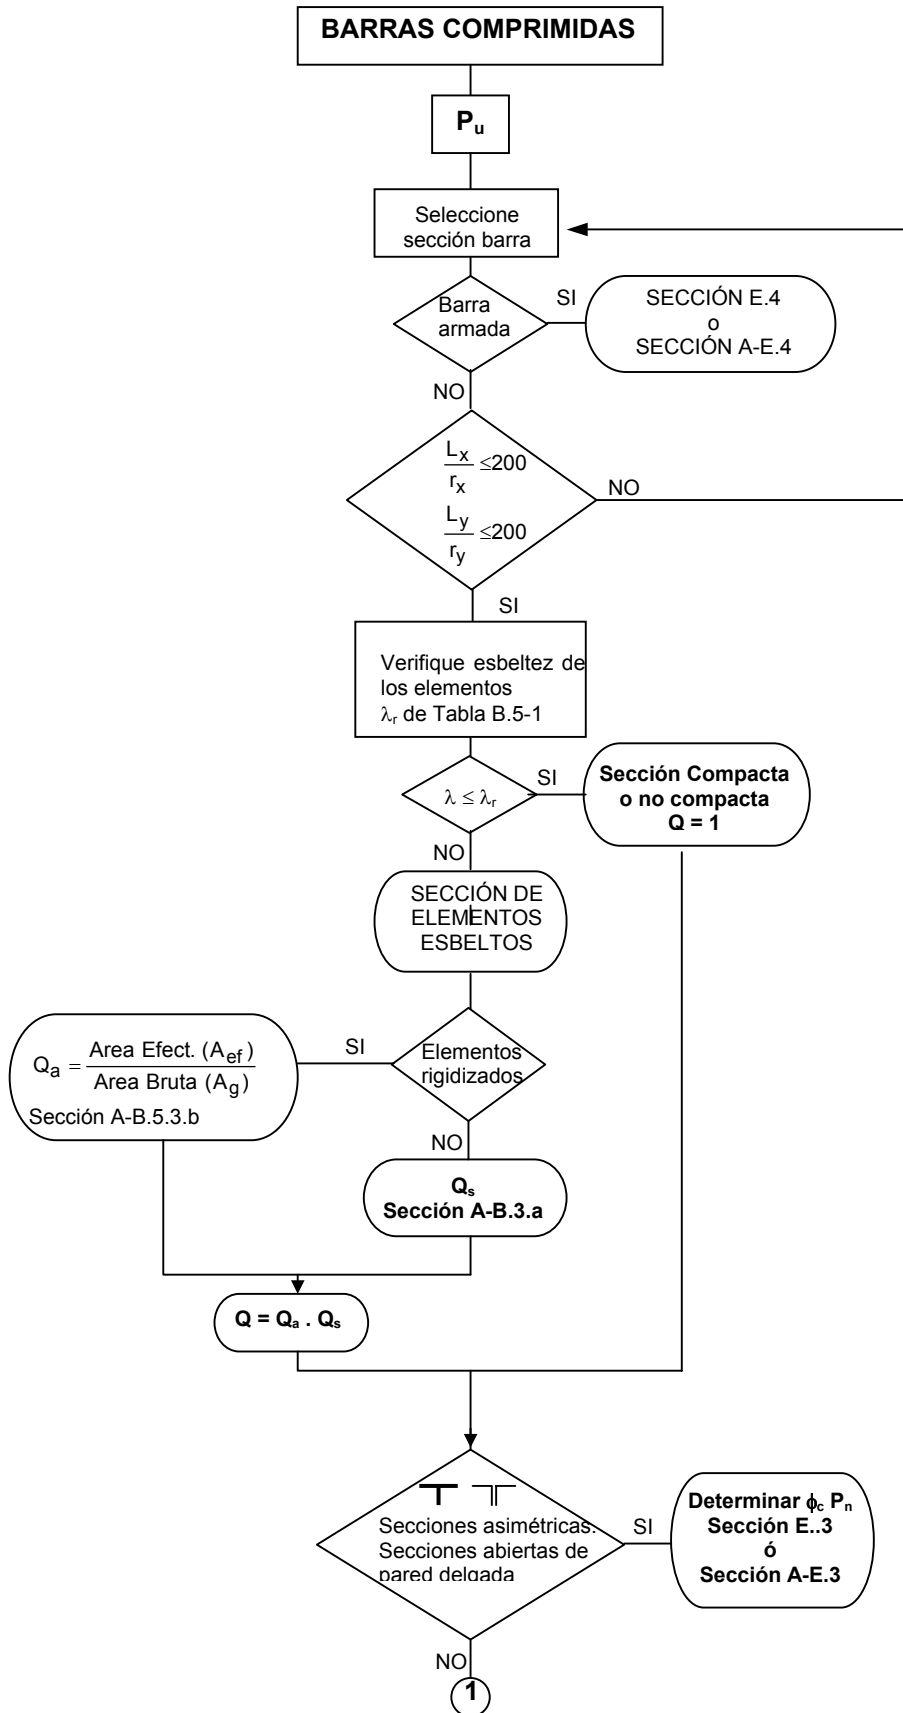 BARRAS COMPRIMIDAS
Pu
Seleccione
sección barra
Barra
armada
SI
SECCIÓN E.4
o
SECCIÓN A-E.4
NO
Lx
rx
≤200
Ly
ry
≤200
NO
SI
Verifique esbeltez de
los elementos
λr de Tabla B.5-1
λ ≤ λr
SI
Sección Compacta
o no compacta
Q = 1
NO
SECCIÓN DE
ELEMENTOS
ESBELTOS
Elementos
rigidizados
SI
Qa = Area Efect. (Aef)
Area Bruta (Ag)
Sección A-B.5.3.b
NO
Qs
Sección A-B.3.a
Q = Qa . Qs
Secciones asimétricas.
Secciones abiertas de
pared delgada
SI
Determinar ϕc Pn
Sección E..3
ó
Sección A-E.3
NO
1